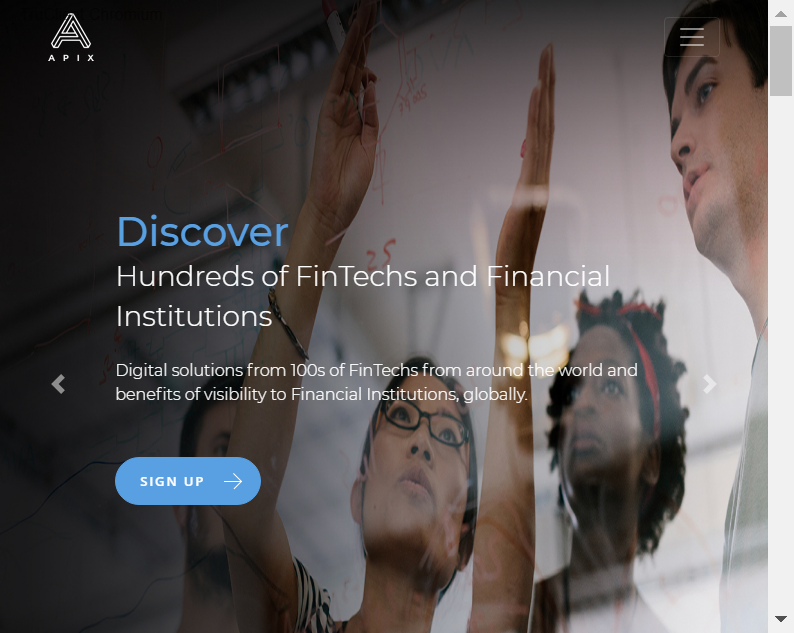 APIX
Discover
Hundreds of FinTechs and Financial
Institutions
Digital solutions from 100s of FinTechs from around the world and
benefits of visibility to Financial Institutions, globally.
SIGN UP
25